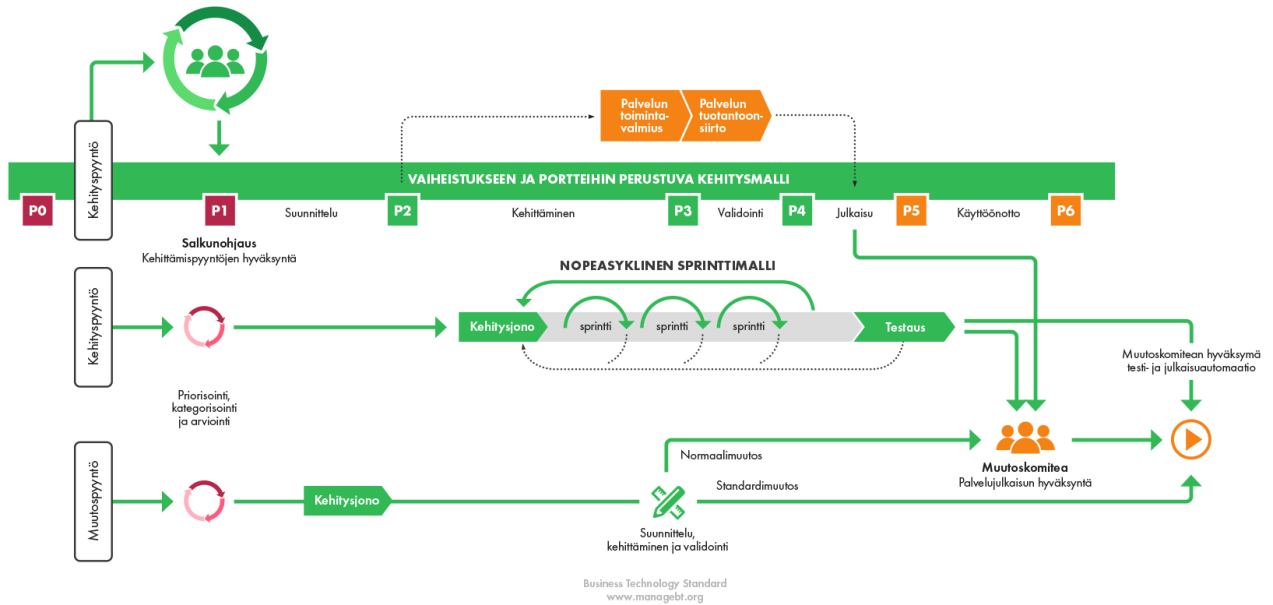 Palvelun
toiminta-
valmius
Palvelun
tuotantoon-
siirto
Kehityspyyntö
VAIHEISTUKSEEN JA PORTTEIHIN PERUSTUVA KEHITYSMALLI
P0
P1
Suunnittelu
P2
Kehittäminen
P3
Validointi
P4
Julkaisu
P5
Käyttöönotto
P6
Salkunohjaus
Kehittämispyyntöjen hyväksyntä
NOPEASYKLINEN SPRINTTIMALLI
Kehityspyyntö
Kehitysjono
sprintti
sprintti
sprintti
Testaus
Muutoskomitean hyväksymä
testi- ja julkaisuautomaatio
Priorisointi,
kategorisointi
ja arviointi
Muutospyyntö
Kehitysjono
Normaalimuutos
Standardimuutos
Muutoskomitea
Palvelujulkaisun hyväksyntä
Suunnittelu,
kehittäminen ja validointi
Business Technology Standard
www.managebt.org